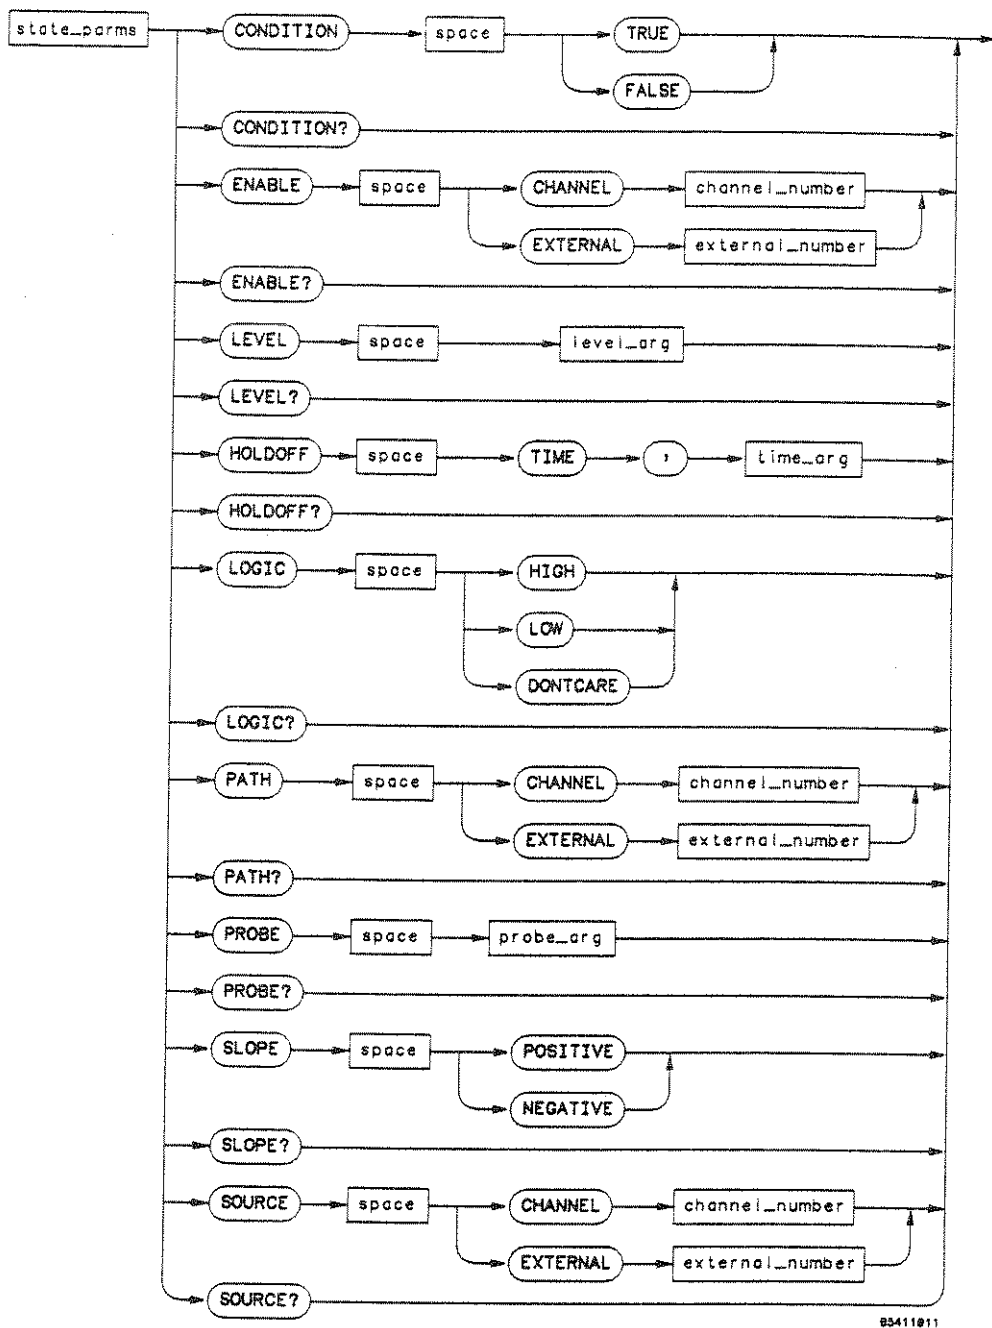 state_parms CONDITION space TRUE
FALSE
CONDITION?
ENABLE space CHANNEL channel_number
EXTERNAL external_number
ENABLE?
LEVEL space level_arg
LEVEL?
HOLDOFF space TIME , time_arg
HOLDOFF?
LOGIC space HIGH
LOW
DONTCARE
LOGIC?
PATH space CHANNEL channel_number
EXTERNAL external_number
PATH?
PROBE space probe_arg
PROBE?
SLOPE space POSITIVE
NEGATIVE
SLOPE?
SOURCE space CHANNEL channel_number
EXTERNAL external_number
SOURCE?